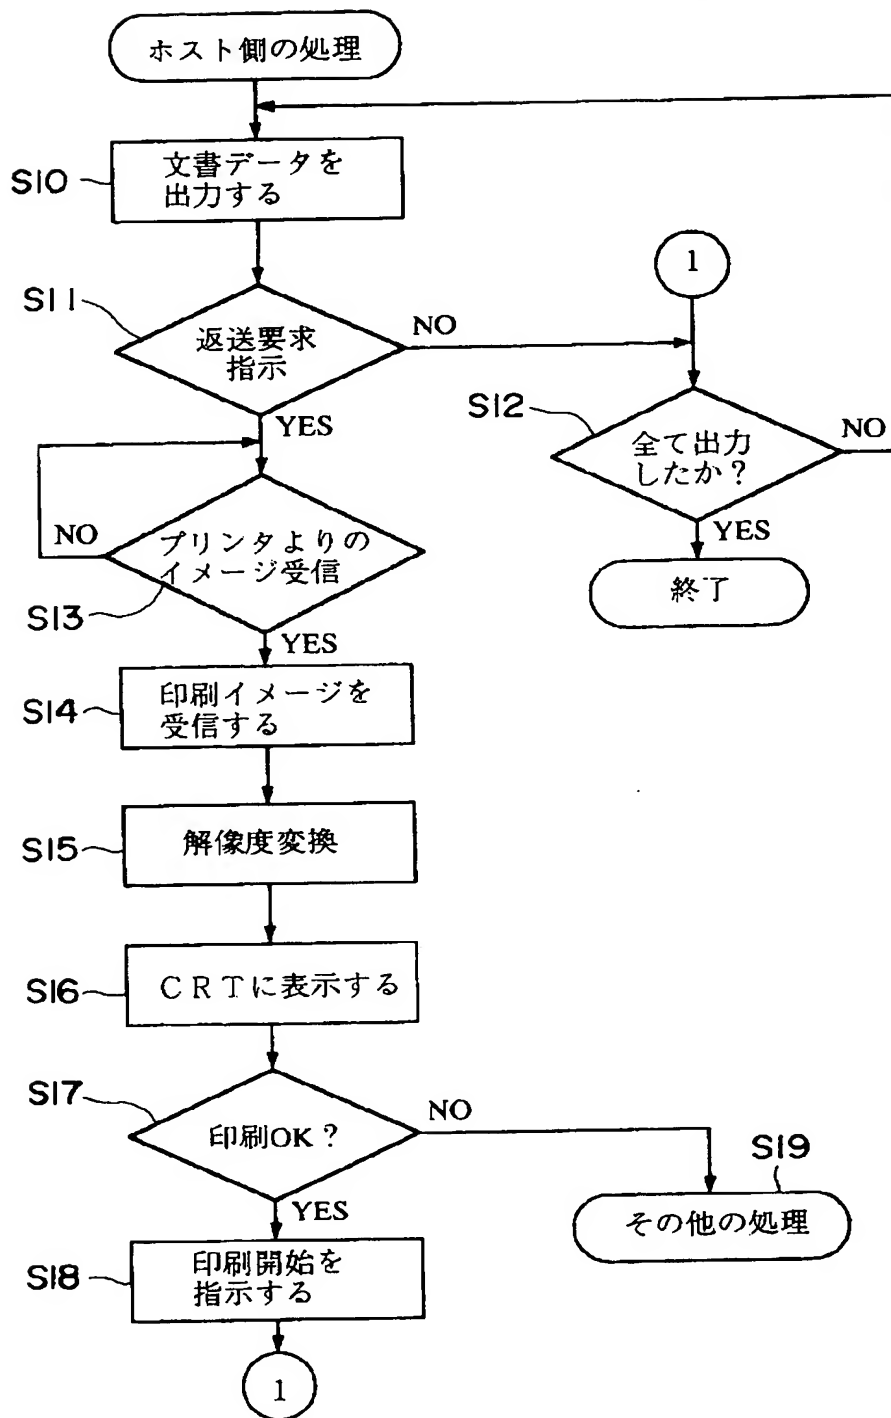 ホスト側の処理
S10
文書データを
出力する
1
S11
返送要求
指示
NO
YES
S12
全て出力
したか？
NO
YES
終了
NO
プリンタよりの
イメージ受信
S13
YES
S14
印刷イメージを
受信する
S15
解像度変換
S16
CRTに表示する
S17
印刷OK？
NO
YES
S19
その他の処理
S18
印刷開始を
指示する
1